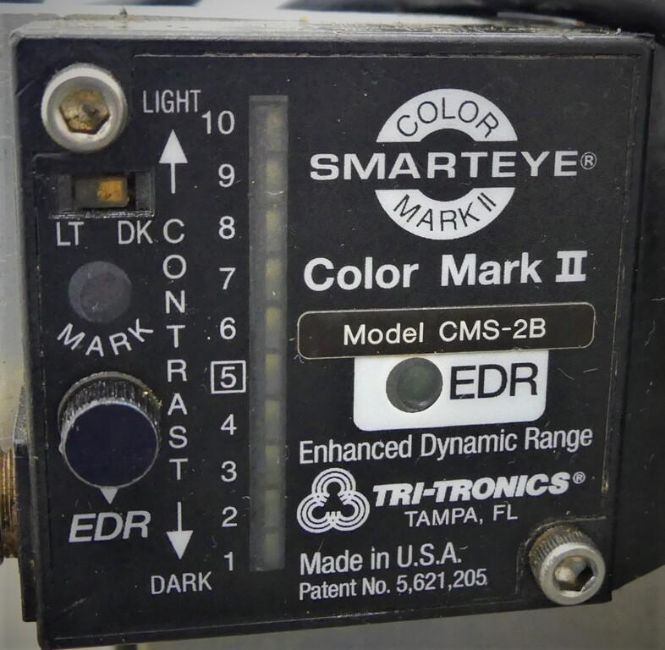 LIGHT
LT DK
MARK
EDR
CONTRAST
10
9
8
7
6
5
4
3
2
1
DARK
COLOR
SMARTEYE®
MARK II
Color Mark II
Model CMS-2B
EDR
Enhanced Dynamic Range
TRI-TRONICS®
TAMPA, FL
Made in U.S.A.
Patent No. 5,621,205